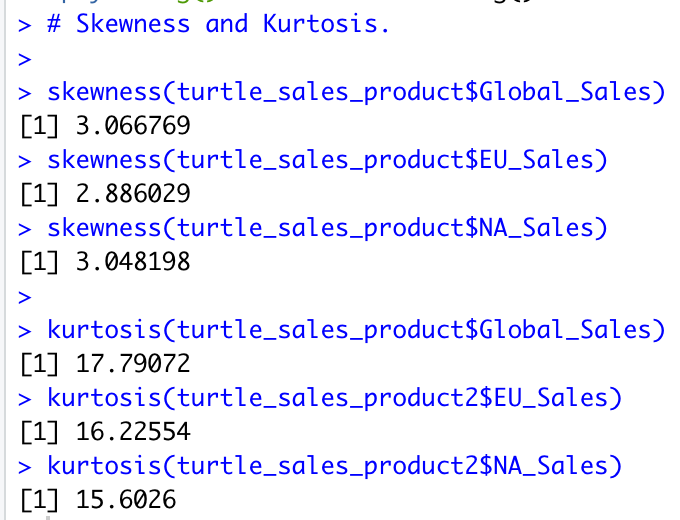 > # Skewness and Kurtosis.
>
> skewness(turtle_sales_product$Global_Sales)
[1] 3.066769
> skewness(turtle_sales_product$EU_Sales)
[1] 2.886029
> skewness(turtle_sales_product$NA_Sales)
[1] 3.048198
>
> kurtosis(turtle_sales_product$Global_Sales)
[1] 17.79072
> kurtosis(turtle_sales_product2$EU_Sales)
[1] 16.22554
> kurtosis(turtle_sales_product2$NA_Sales)
[1] 15.6026